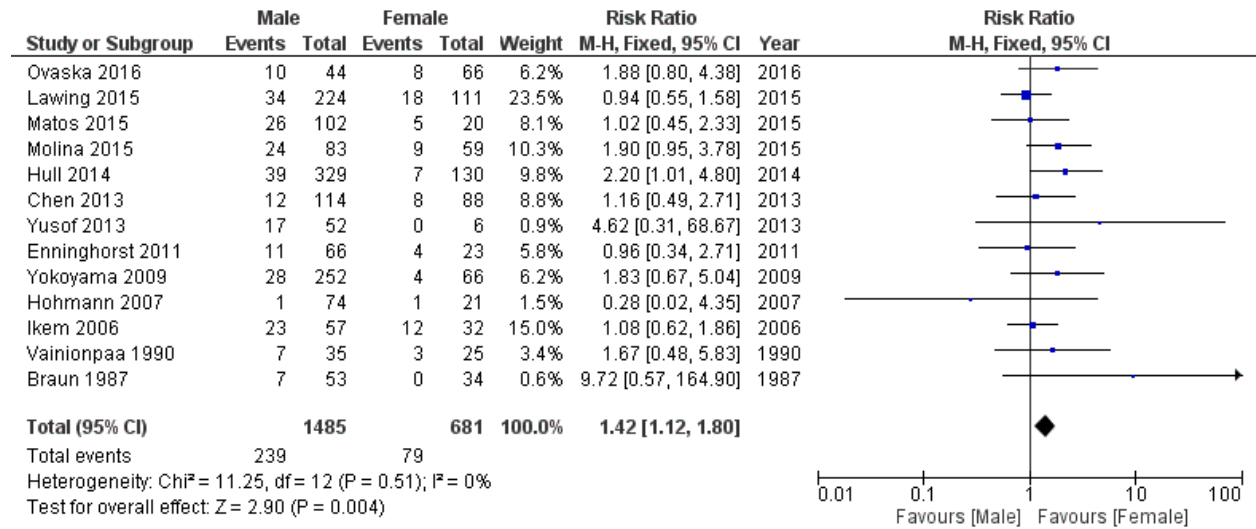 Male Female Risk Ratio Risk Ratio
Study or Subgroup Events Total Events Total Weight M-H, Fixed, 95% CI Year M-H, Fixed, 95% CI
Ovaska 2016 10 44 8 66 6.2% 1.88 [0.80, 4.38] 2016
Lawing 2015 34 224 18 111 23.5% 0.94 [0.55, 1.58] 2015
Matos 2015 26 102 5 20 8.1% 1.02 [0.45, 2.33] 2015
Molina 2015 24 83 9 59 10.3% 1.90 [0.95, 3.78] 2015
Hull 2014 39 329 7 130 9.8% 2.20 [1.01, 4.80] 2014
Chen 2013 12 114 8 88 8.8% 1.16 [0.49, 2.71] 2013
Yusof 2013 17 52 0 6 0.9% 4.62 [0.31, 68.67] 2013
Enninghorst 2011 11 66 4 23 5.8% 0.96 [0.34, 2.71] 2011
Yokoyama 2009 28 252 4 66 6.2% 1.83 [0.67, 5.04] 2009
Hohmann 2007 1 74 1 21 1.5% 0.28 [0.02, 4.35] 2007
Ikem 2006 23 57 12 32 15.0% 1.08 [0.62, 1.86] 2006
Vainionpaa 1990 7 35 3 25 3.4% 1.67 [0.48, 5.83] 1990
Braun 1987 7 53 0 34 0.6% 9.72 [0.57, 164.90] 1987
Total (95% CI) 1485 681 100.0% 1.42 [1.12, 1.80]
Total events 239 79
Heterogeneity: Chi² = 11.25, df = 12 (P = 0.51); I² = 0%
Test for overall effect: Z = 2.90 (P = 0.004)
0.01 0.1 1 10 100
Favours [Male] Favours [Female]